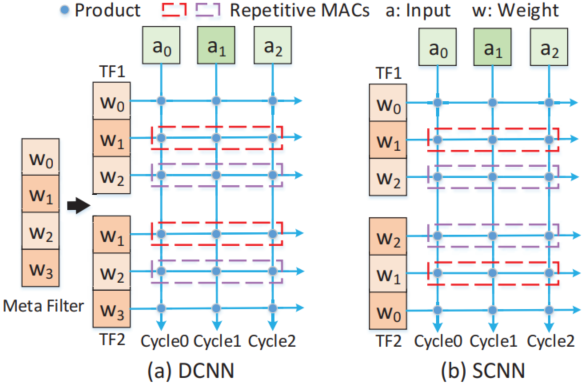 Product Repetitive MACs a: Input w: Weight
a0 a1 a2
TF1
w0
w1
w2
w1
w2
w3
TF2
Cycle0 Cycle1 Cycle2
w0
w1
w2
w3
Meta Filter
(a) DCNN
a0 a1 a2
TF1
w0
w1
w2
w2
w1
w0
TF2
Cycle0 Cycle1 Cycle2
(b) SCNN